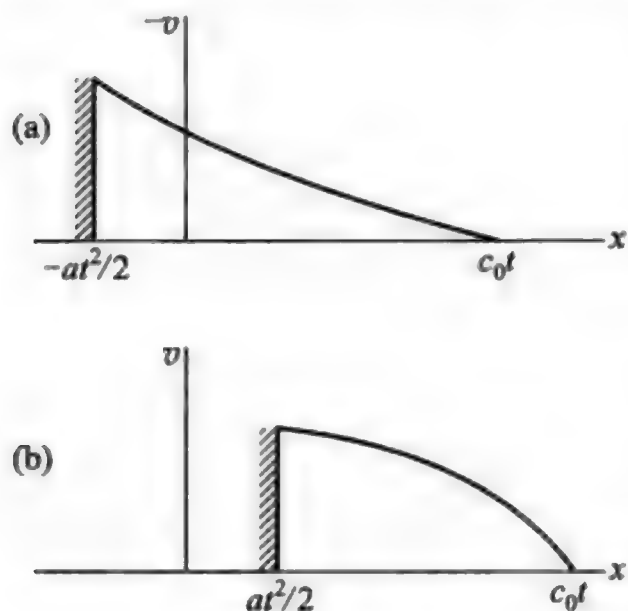 −v
(a)
−at²/2
c₀t
x
v
(b)
at²/2
c₀t
x